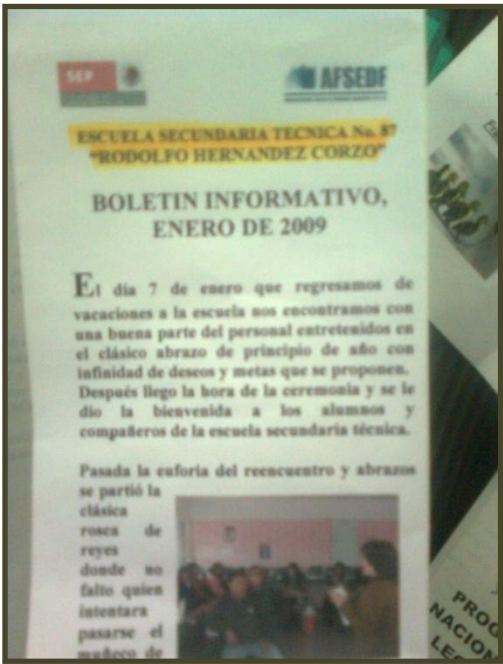 SEP
AFSEDF
ESCUELA SECUNDARIA TECNICA No. 87
"RODOLFO HERNANDEZ CORZO"
BOLETIN INFORMATIVO,
ENERO DE 2009
El día 7 de enero que regresamos de
vacaciones a la escuela nos encontramos con
una buena parte del personal entretenidos en
el clásico abrazo de principio de año con
infinidad de deseos y metas que se proponen.
Después llego la hora de la ceremonia y se le
dio la bienvenida a los alumnos y
compañeros de la escuela secundaria técnica.
Pasada la euforia del reencuentro y abrazos
se partió la
clásica
rosca de
reyes
donde no
falto quien
intentara
pasarse el
muñeco de
PROG
NACION
LE